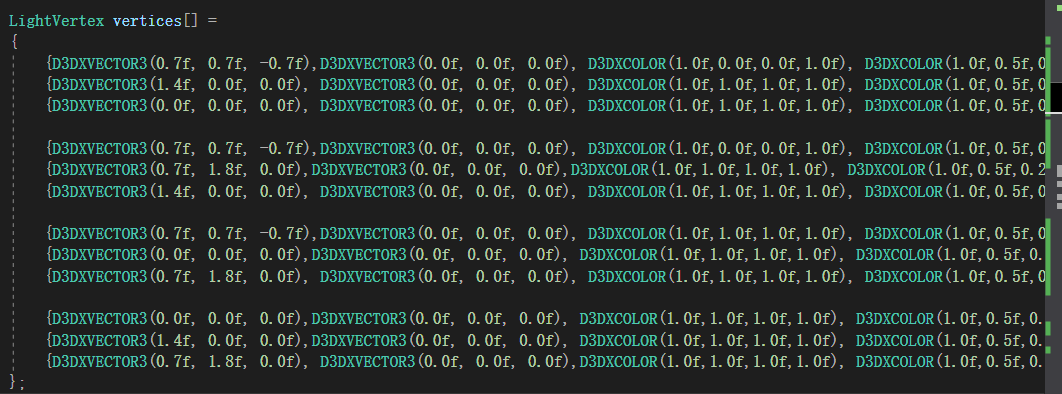 LightVertex vertices[] =
{
{D3DXVECTOR3(0.7f, 0.7f, -0.7f),D3DXVECTOR3(0.0f, 0.0f, 0.0f), D3DXCOLOR(1.0f,0.0f,0.0f,1.0f), D3DXCOLOR(1.0f,0.5f,0
{D3DXVECTOR3(1.4f, 0.0f, 0.0f), D3DXVECTOR3(0.0f, 0.0f, 0.0f), D3DXCOLOR(1.0f,1.0f,1.0f,1.0f), D3DXCOLOR(1.0f,0.5f,0
{D3DXVECTOR3(0.0f, 0.0f, 0.0f), D3DXVECTOR3(0.0f, 0.0f, 0.0f), D3DXCOLOR(1.0f,1.0f,1.0f,1.0f), D3DXCOLOR(1.0f,0.5f,0
{D3DXVECTOR3(0.7f, 0.7f, -0.7f),D3DXVECTOR3(0.0f, 0.0f, 0.0f), D3DXCOLOR(1.0f,0.0f,0.0f,1.0f), D3DXCOLOR(1.0f,0.5f,0
{D3DXVECTOR3(0.7f, 1.8f, 0.0f),D3DXVECTOR3(0.0f, 0.0f, 0.0f),D3DXCOLOR(1.0f,1.0f,1.0f,1.0f), D3DXCOLOR(1.0f,0.5f,0.2
{D3DXVECTOR3(1.4f, 0.0f, 0.0f), D3DXVECTOR3(0.0f, 0.0f, 0.0f), D3DXCOLOR(1.0f,1.0f,1.0f,1.0f), D3DXCOLOR(1.0f,0.5f,0
{D3DXVECTOR3(0.7f, 0.7f, -0.7f),D3DXVECTOR3(0.0f, 0.0f, 0.0f), D3DXCOLOR(1.0f,1.0f,1.0f,1.0f), D3DXCOLOR(1.0f,0.5f,0
{D3DXVECTOR3(0.0f, 0.0f, 0.0f),D3DXVECTOR3(0.0f, 0.0f, 0.0f), D3DXCOLOR(1.0f,1.0f,1.0f,1.0f), D3DXCOLOR(1.0f,0.5f,0.
{D3DXVECTOR3(0.7f, 1.8f, 0.0f), D3DXVECTOR3(0.0f, 0.0f, 0.0f), D3DXCOLOR(1.0f,1.0f,1.0f,1.0f), D3DXCOLOR(1.0f,0.5f,0
{D3DXVECTOR3(0.0f, 0.0f, 0.0f),D3DXVECTOR3(0.0f, 0.0f, 0.0f), D3DXCOLOR(1.0f,1.0f,1.0f,1.0f), D3DXCOLOR(1.0f,0.5f,0.
{D3DXVECTOR3(1.4f, 0.0f, 0.0f),D3DXVECTOR3(0.0f, 0.0f, 0.0f), D3DXCOLOR(1.0f,1.0f,1.0f,1.0f), D3DXCOLOR(1.0f,0.5f,0.
{D3DXVECTOR3(0.7f, 1.8f, 0.0f), D3DXVECTOR3(0.0f, 0.0f, 0.0f),D3DXCOLOR(1.0f,1.0f,1.0f,1.0f), D3DXCOLOR(1.0f,0.5f,0.
};